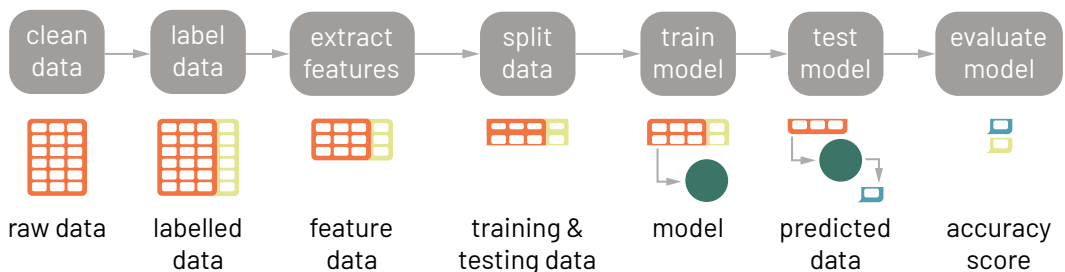 clean
data
label
data
extract
features
split
data
train
model
test
model
evaluate
model
raw data
labelled
data
feature
data
training &
testing data
model
predicted
data
accuracy
score